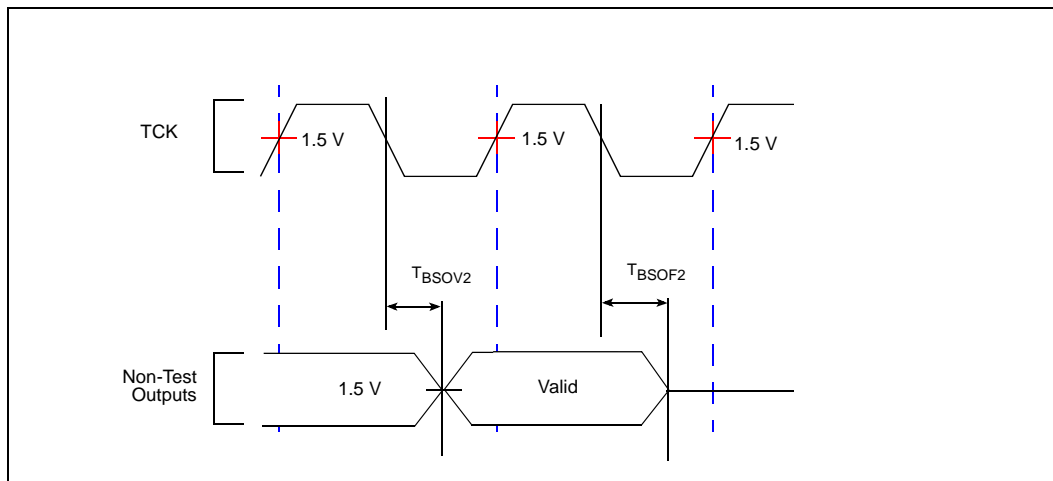 TCK
1.5 V
1.5 V
1.5 V
TBSOV2
TBSOF2
Non-Test
Outputs
1.5 V
Valid